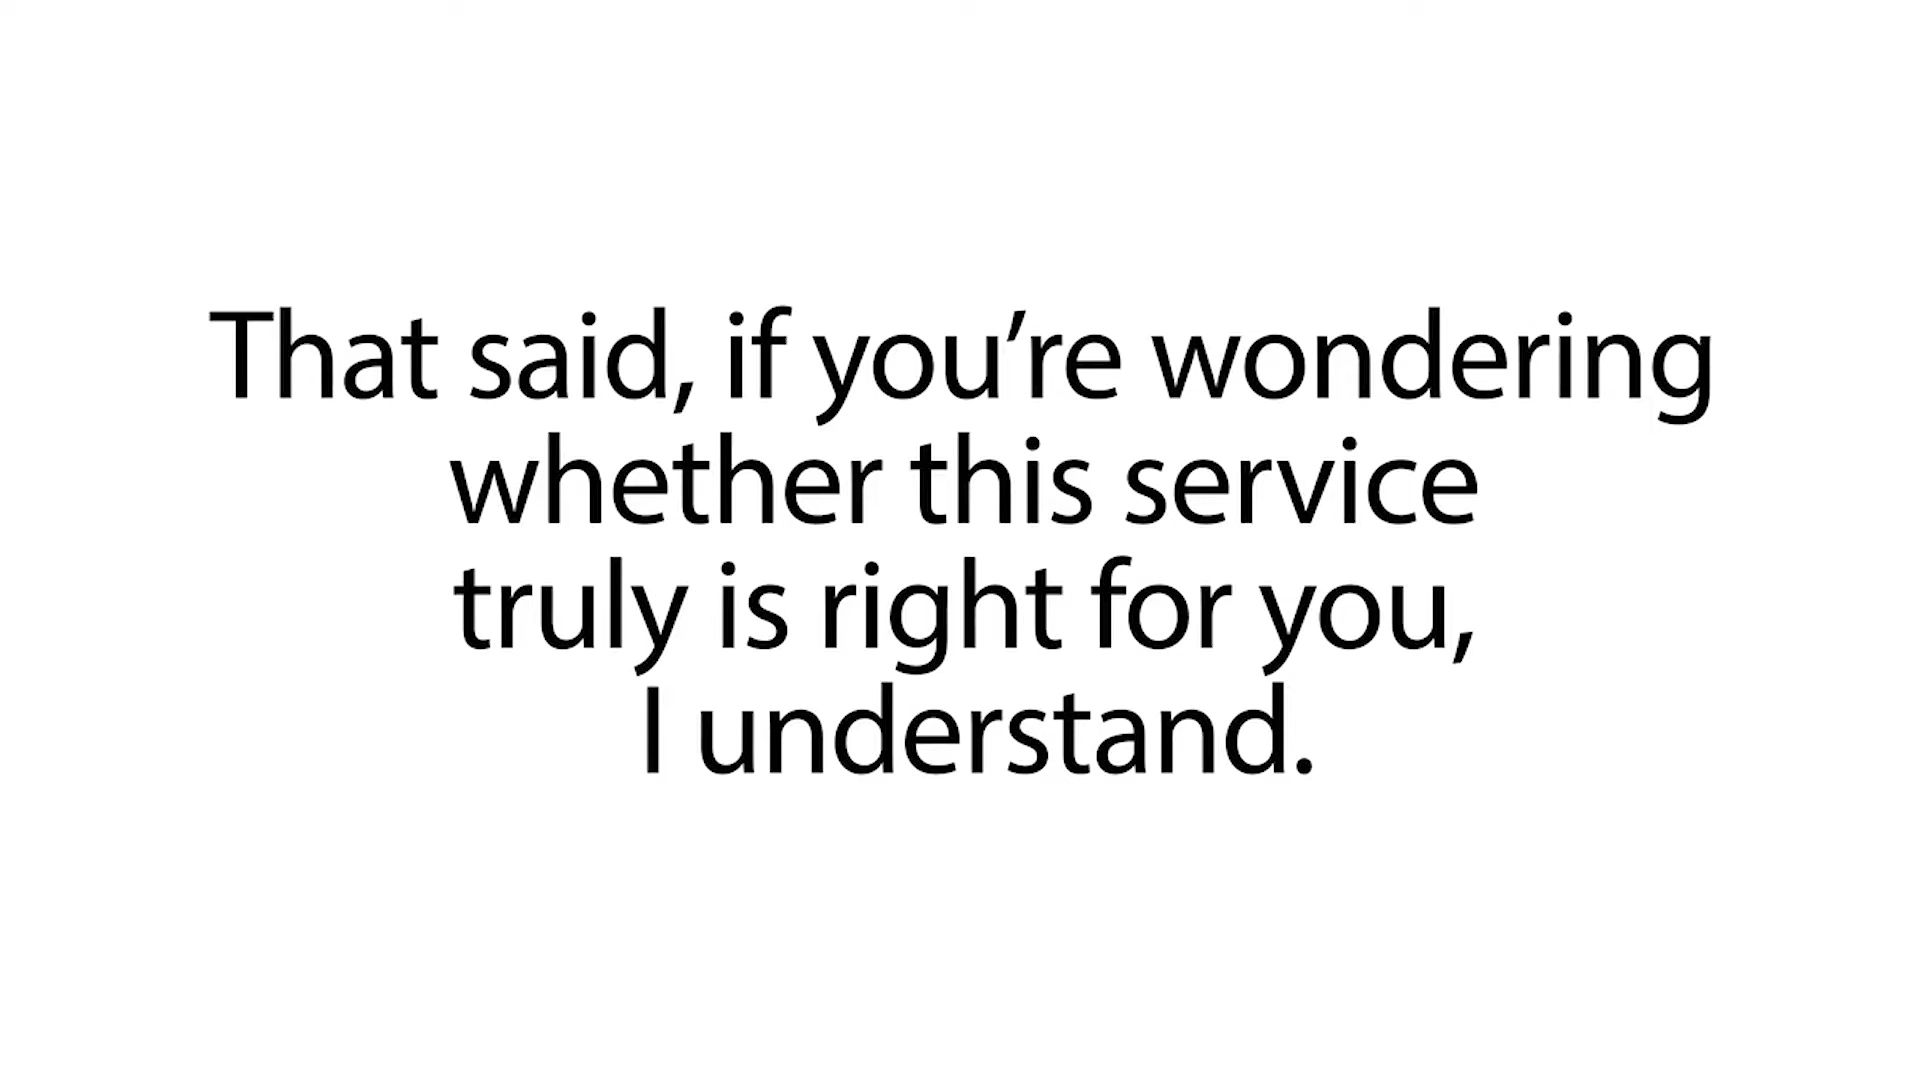 That said, if you’re wondering
whether this service
truly is right for you,
I understand.